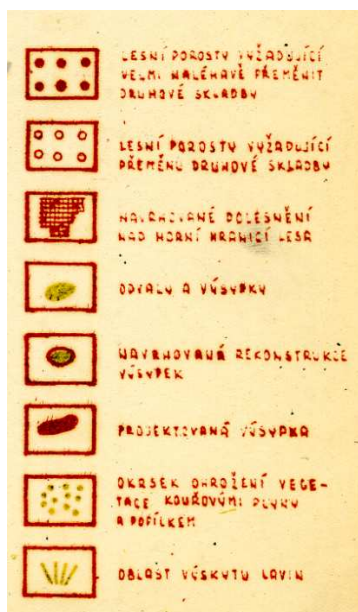 LESNÍ POROSTY VYŽADUJÍCÍ
VELMI NALÉHAVĚ PŘEMĚNIT
DRUHOVÉ SKLADBY
LESNÍ POROSTY VYŽADUJÍCÍ
PŘEMĚNU DRUHOVÉ SKLADBY
NAVRHOVANÉ DOLESNĚNÍ
NAD HORNÍ HRANICÍ LESA
ODVALY A VÝSYPKY
NAVRHOVANÁ REKONSTRUKCE
VÝSYPEK
PROJEKTOVANÁ VÝSYPKA
OKRSEK OHROŽENÍ VEGE-
TACE KOUŘOVÝMI PLYNY
A POPÍLKEM
OBLAST VÝSKYTU LAVIN